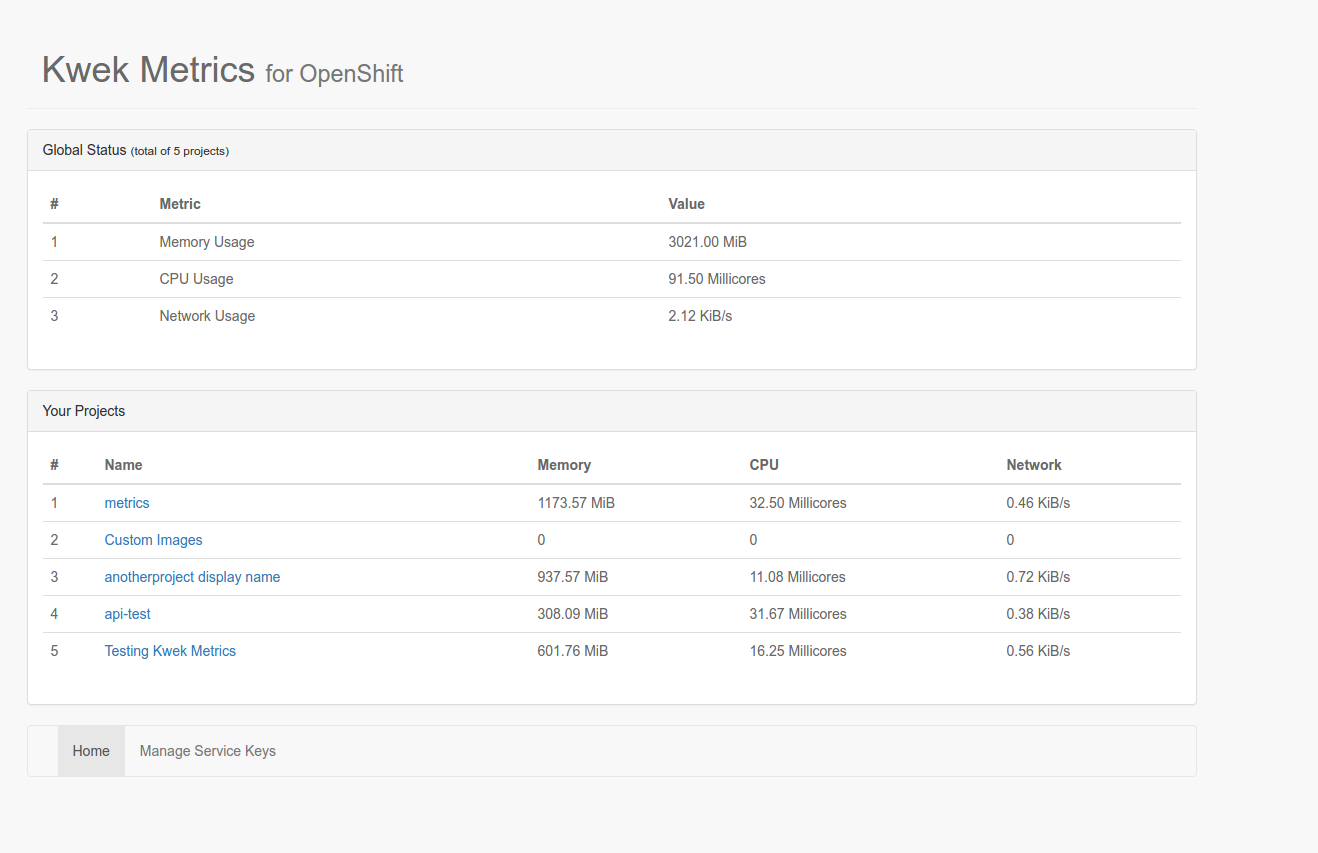 Kwek Metrics for OpenShift
Global Status (total of 5 projects)
# Metric Value
1 Memory Usage 3021.00 MiB
2 CPU Usage 91.50 Millicores
3 Network Usage 2.12 KiB/s
Your Projects
# Name Memory CPU Network
1 metrics 1173.57 MiB 32.50 Millicores 0.46 KiB/s
2 Custom Images 0 0 0
3 anotherproject display name 937.57 MiB 11.08 Millicores 0.72 KiB/s
4 api-test 308.09 MiB 31.67 Millicores 0.38 KiB/s
5 Testing Kwek Metrics 601.76 MiB 16.25 Millicores 0.56 KiB/s
Home Manage Service Keys